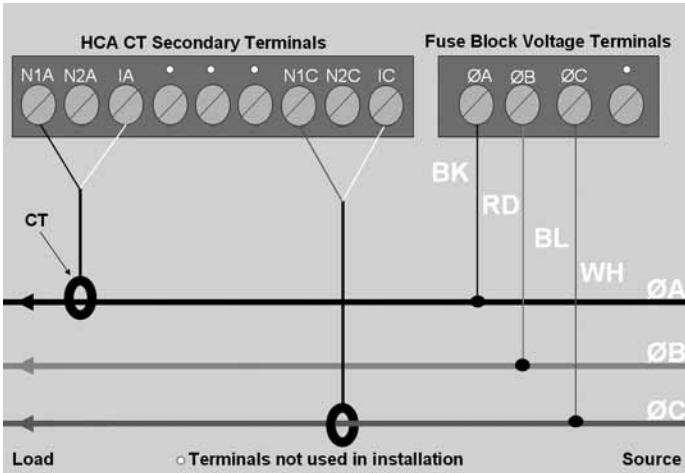 HCA CT Secondary Terminals
Fuse Block Voltage Terminals
N1A N2A IA N1C N2C IC
ØA ØB ØC
BK
RD
BL
WH
CT
ØA
ØB
ØC
Load
Terminals not used in installation
Source